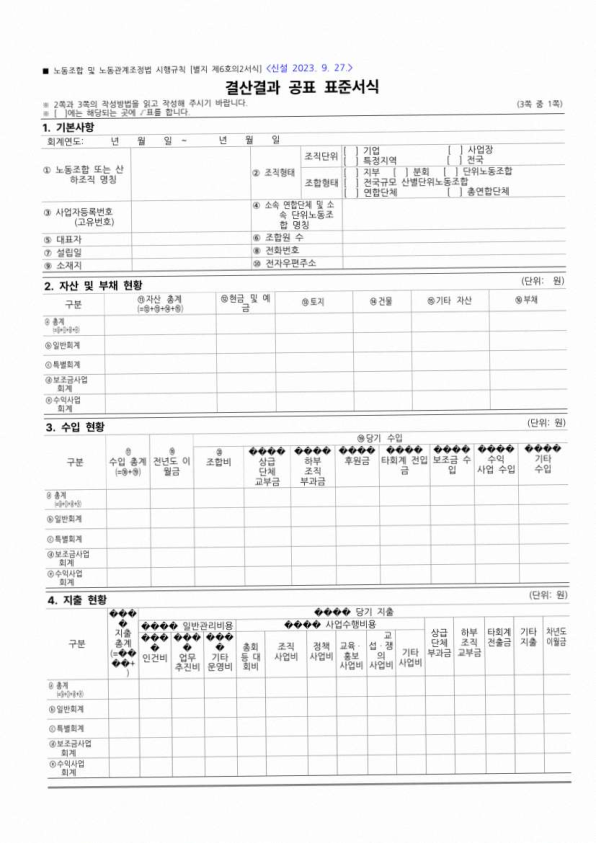 ■ 노동조합 및 노동관계조정법 시행규칙 [별지 제6호의2서식] <신설 2023. 9. 27.>
결산결과 공표 표준서식
※ 2쪽과 3쪽의 작성방법을 읽고 작성해 주시기 바랍니다.
※ [ ]에는 해당되는 곳에 √표를 합니다.
(3쪽 중 1쪽)
1. 기본사항
회계연도: 년 월 일 ~ 년 월 일
① 노동조합 또는 산
하조직 명칭
② 조직형태
조직단위
[ ] 기업 [ ] 사업장
[ ] 특정지역 [ ] 전국
조합형태
[ ] 지부 [ ] 분회 [ ] 단위노동조합
[ ] 전국규모 산별단위노동조합
[ ] 연합단체 [ ] 총연합단체
③ 사업자등록번호
(고유번호)
④ 소속 연합단체 및 소
속 단위노동조
합 명칭
⑤ 대표자
⑥ 조합원 수
⑦ 설립일
⑧ 전화번호
⑨ 소재지
⑩ 전자우편주소
2. 자산 및 부채 현황
(단위: 원)
구분
⑪자산 총계
(=⑫+⑬+⑭+⑮)
⑫현금 및 예
금
⑬토지
⑭건물
⑮기타 자산
⑯부채
ⓐ 총계
(=ⓑ+ⓒ+ⓓ+ⓔ)
ⓑ일반회계
ⓒ특별회계
ⓓ보조금사업
회계
ⓔ수익사업
회계
3. 수입 현황
(단위: 원)
구분
⑰
수입 총계
(=⑱+⑲)
⑱
전년도 이
월금
⑲당기 수입
⑳
조합비
����
상급
단체
교부금
����
하부
조직
부과금
����
후원금
����
타회계 전입
금
����
보조금 수
입
����
수익
사업 수입
����
기타
수입
ⓐ 총계
(=ⓑ+ⓒ+ⓓ+ⓔ)
ⓑ일반회계
ⓒ특별회계
ⓓ보조금사업
회계
ⓔ수익사업
회계
4. 지출 현황
(단위: 원)
구분
���
�
지출
총계
(=��
��+
)
���� 당기 지출
���� 일반관리비용
���� 사업수행비용
���
�
인건비
���
�
업무
추진비
���
�
기타
운영비
총회
등 대
회비
조직
사업비
정책
사업비
교육·
홍보
사업비
교
섭·쟁
의
사업비
기타
사업비
상급
단체
부과금
하부
조직
교부금
타회계
전출금
기타
지출
차년도
이월금
ⓐ 총계
(=ⓑ+ⓒ+ⓓ+ⓔ)
ⓑ일반회계
ⓒ특별회계
ⓓ보조금사업
회계
ⓔ수익사업
회계